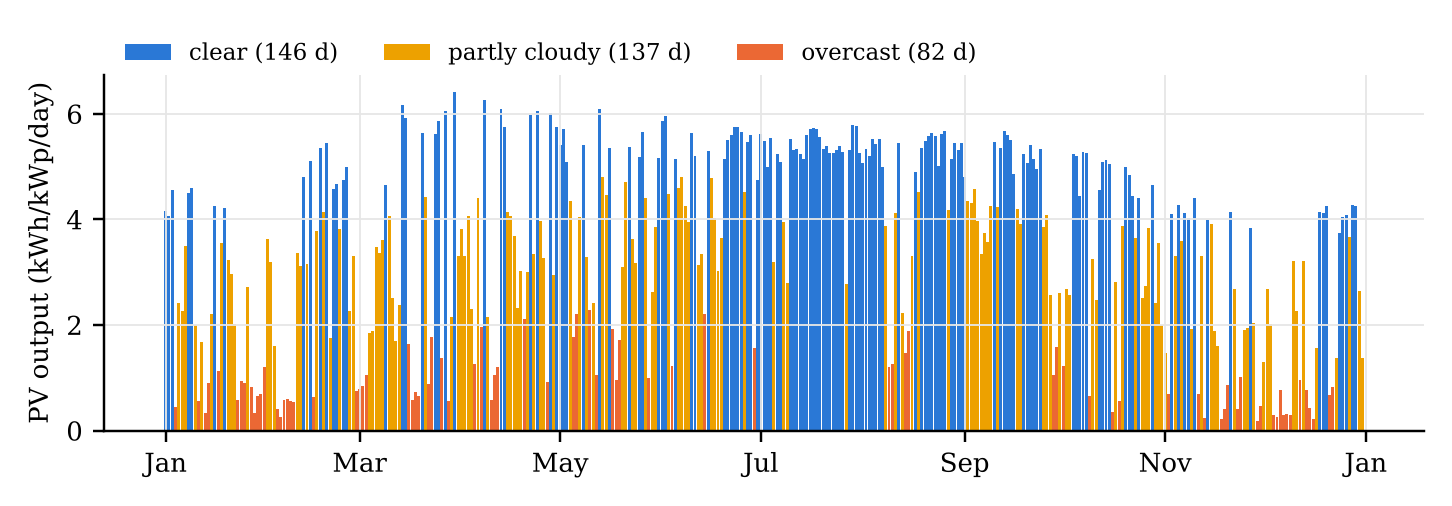 clear (146 d) partly cloudy (137 d) overcast (82 d)
PV output (kWh/kWp/day)
6
4
2
0
Jan Mar May Jul Sep Nov Jan